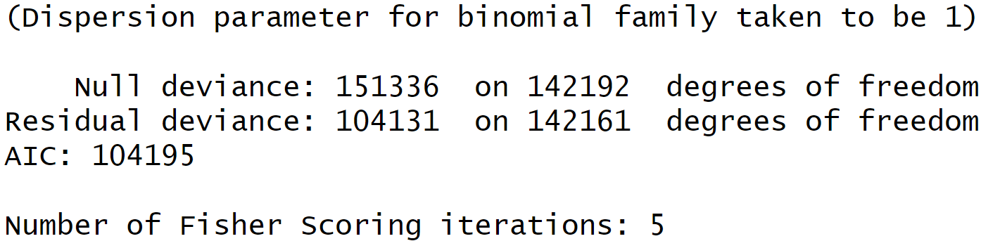 (Dispersion parameter for binomial family taken to be 1)
Null deviance: 151336  on 142192  degrees of freedom
Residual deviance: 104131  on 142161  degrees of freedom
AIC: 104195
Number of Fisher Scoring iterations: 5